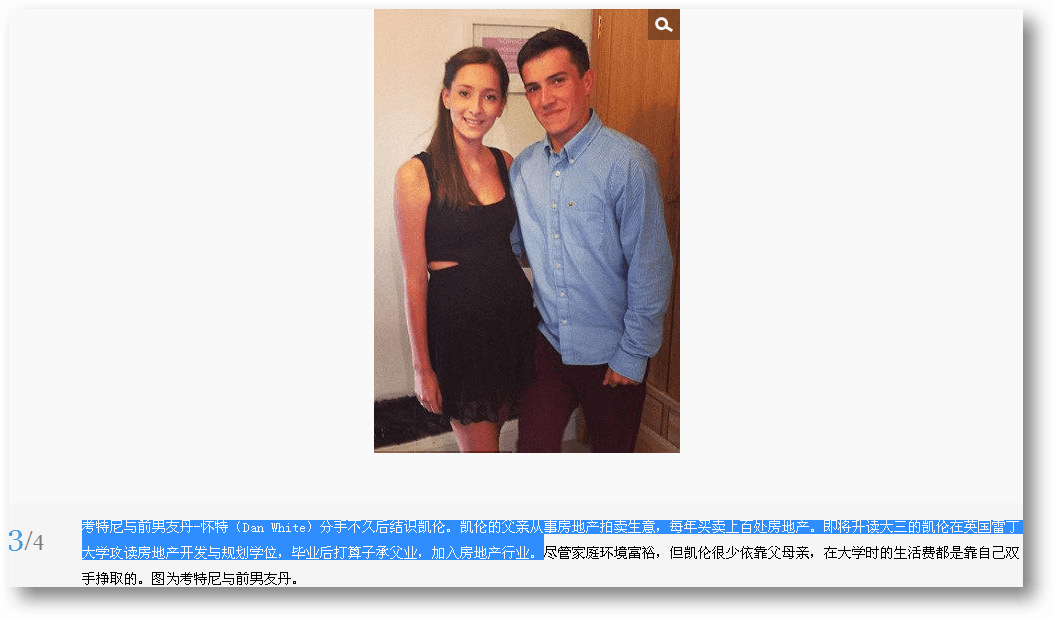 考特尼与前男友丹-怀特（Dan White）分手不久后结识凯伦。凯伦的父亲从事房地产拍卖生意，每年买卖上百处房地产。即将升读大三的凯伦在英国雷丁
3/4
大学攻读房地产开发与规划学位，毕业后打算子承父业，加入房地产行业。尽管家庭环境富裕，但凯伦很少依靠父母亲，在大学时的生活费都是靠自己双
手挣取的。图为考特尼与前男友丹。